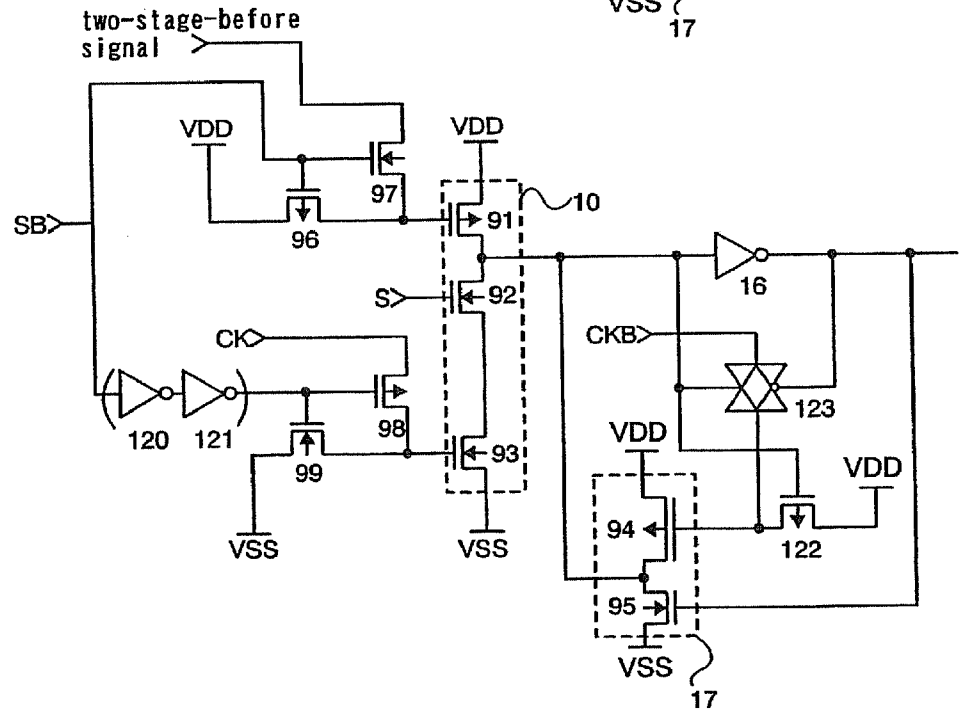 VSS
17
two-stage-before
signal
VDD
VDD
97
10
91
SB
96
16
S
92
CK
CKB
123
120
121
98
VDD
93
VDD
99
94
122
VSS
VSS
95
VSS
17